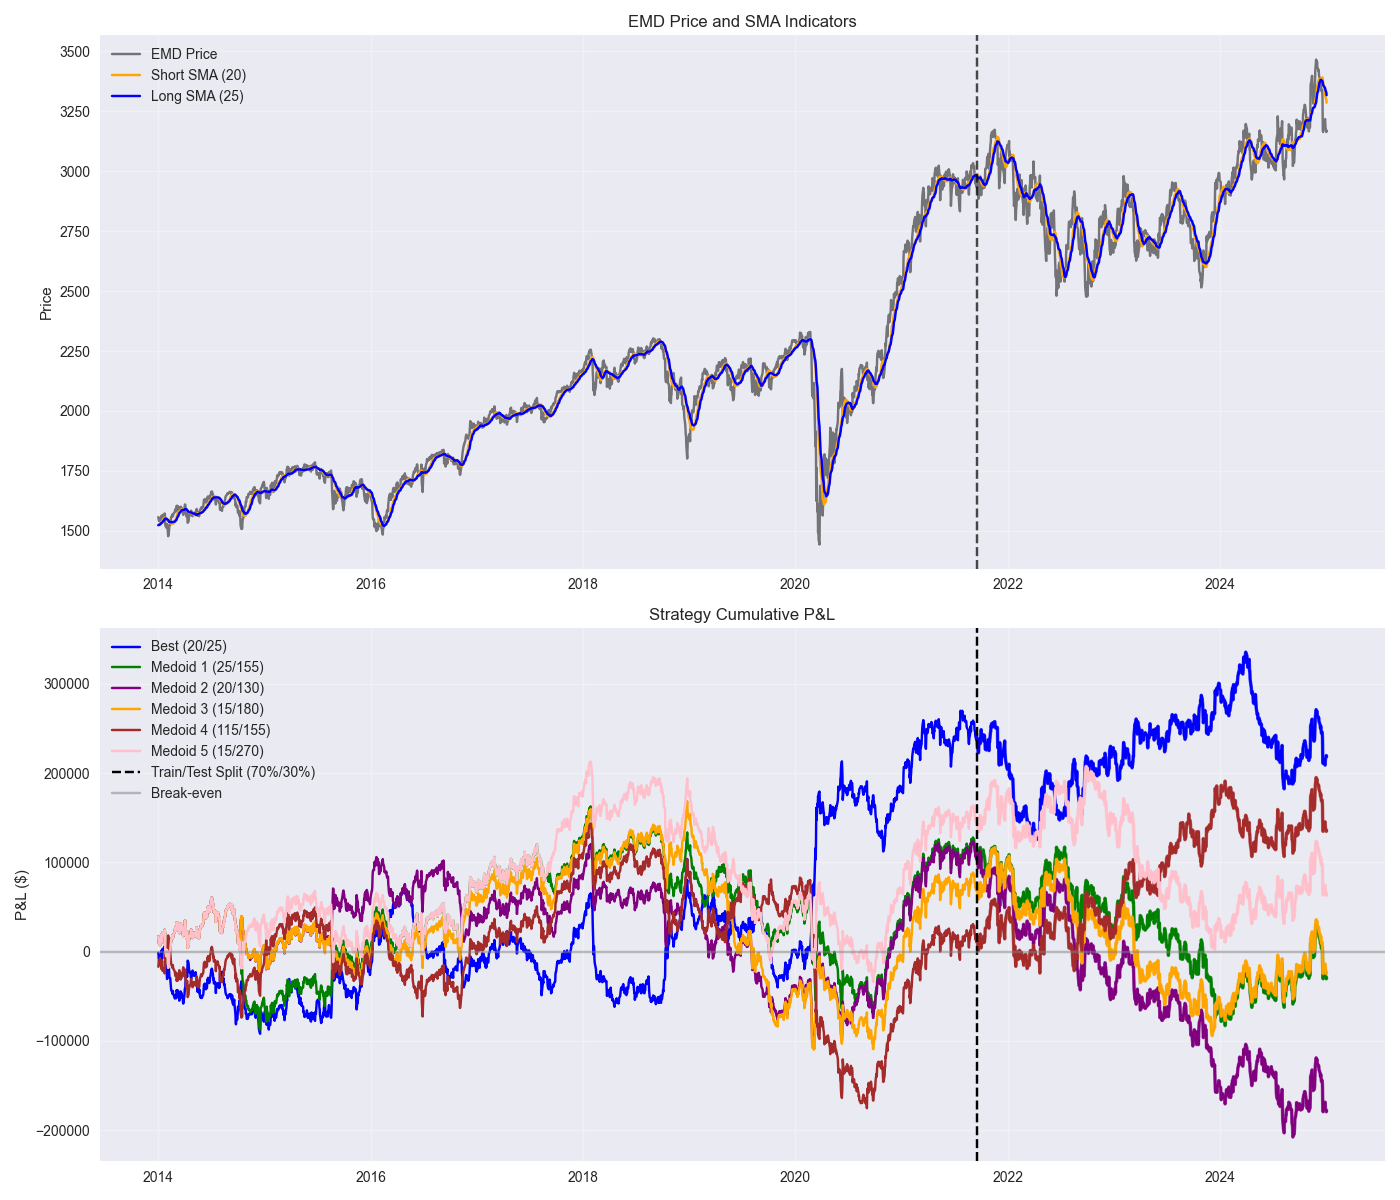 EMD Price and SMA Indicators
EMD Price
Short SMA (20)
Long SMA (25)
Price
3500
3250
3000
2750
2500
2250
2000
1750
1500
2014 2016 2018 2020 2022 2024
Strategy Cumulative P&L
Best (20/25)
Medoid 1 (25/155)
Medoid 2 (20/130)
Medoid 3 (15/180)
Medoid 4 (115/155)
Medoid 5 (15/270)
Train/Test Split (70%/30%)
Break-even
P&L ($)
300000
200000
100000
0
−100000
−200000
2014 2016 2018 2020 2022 2024